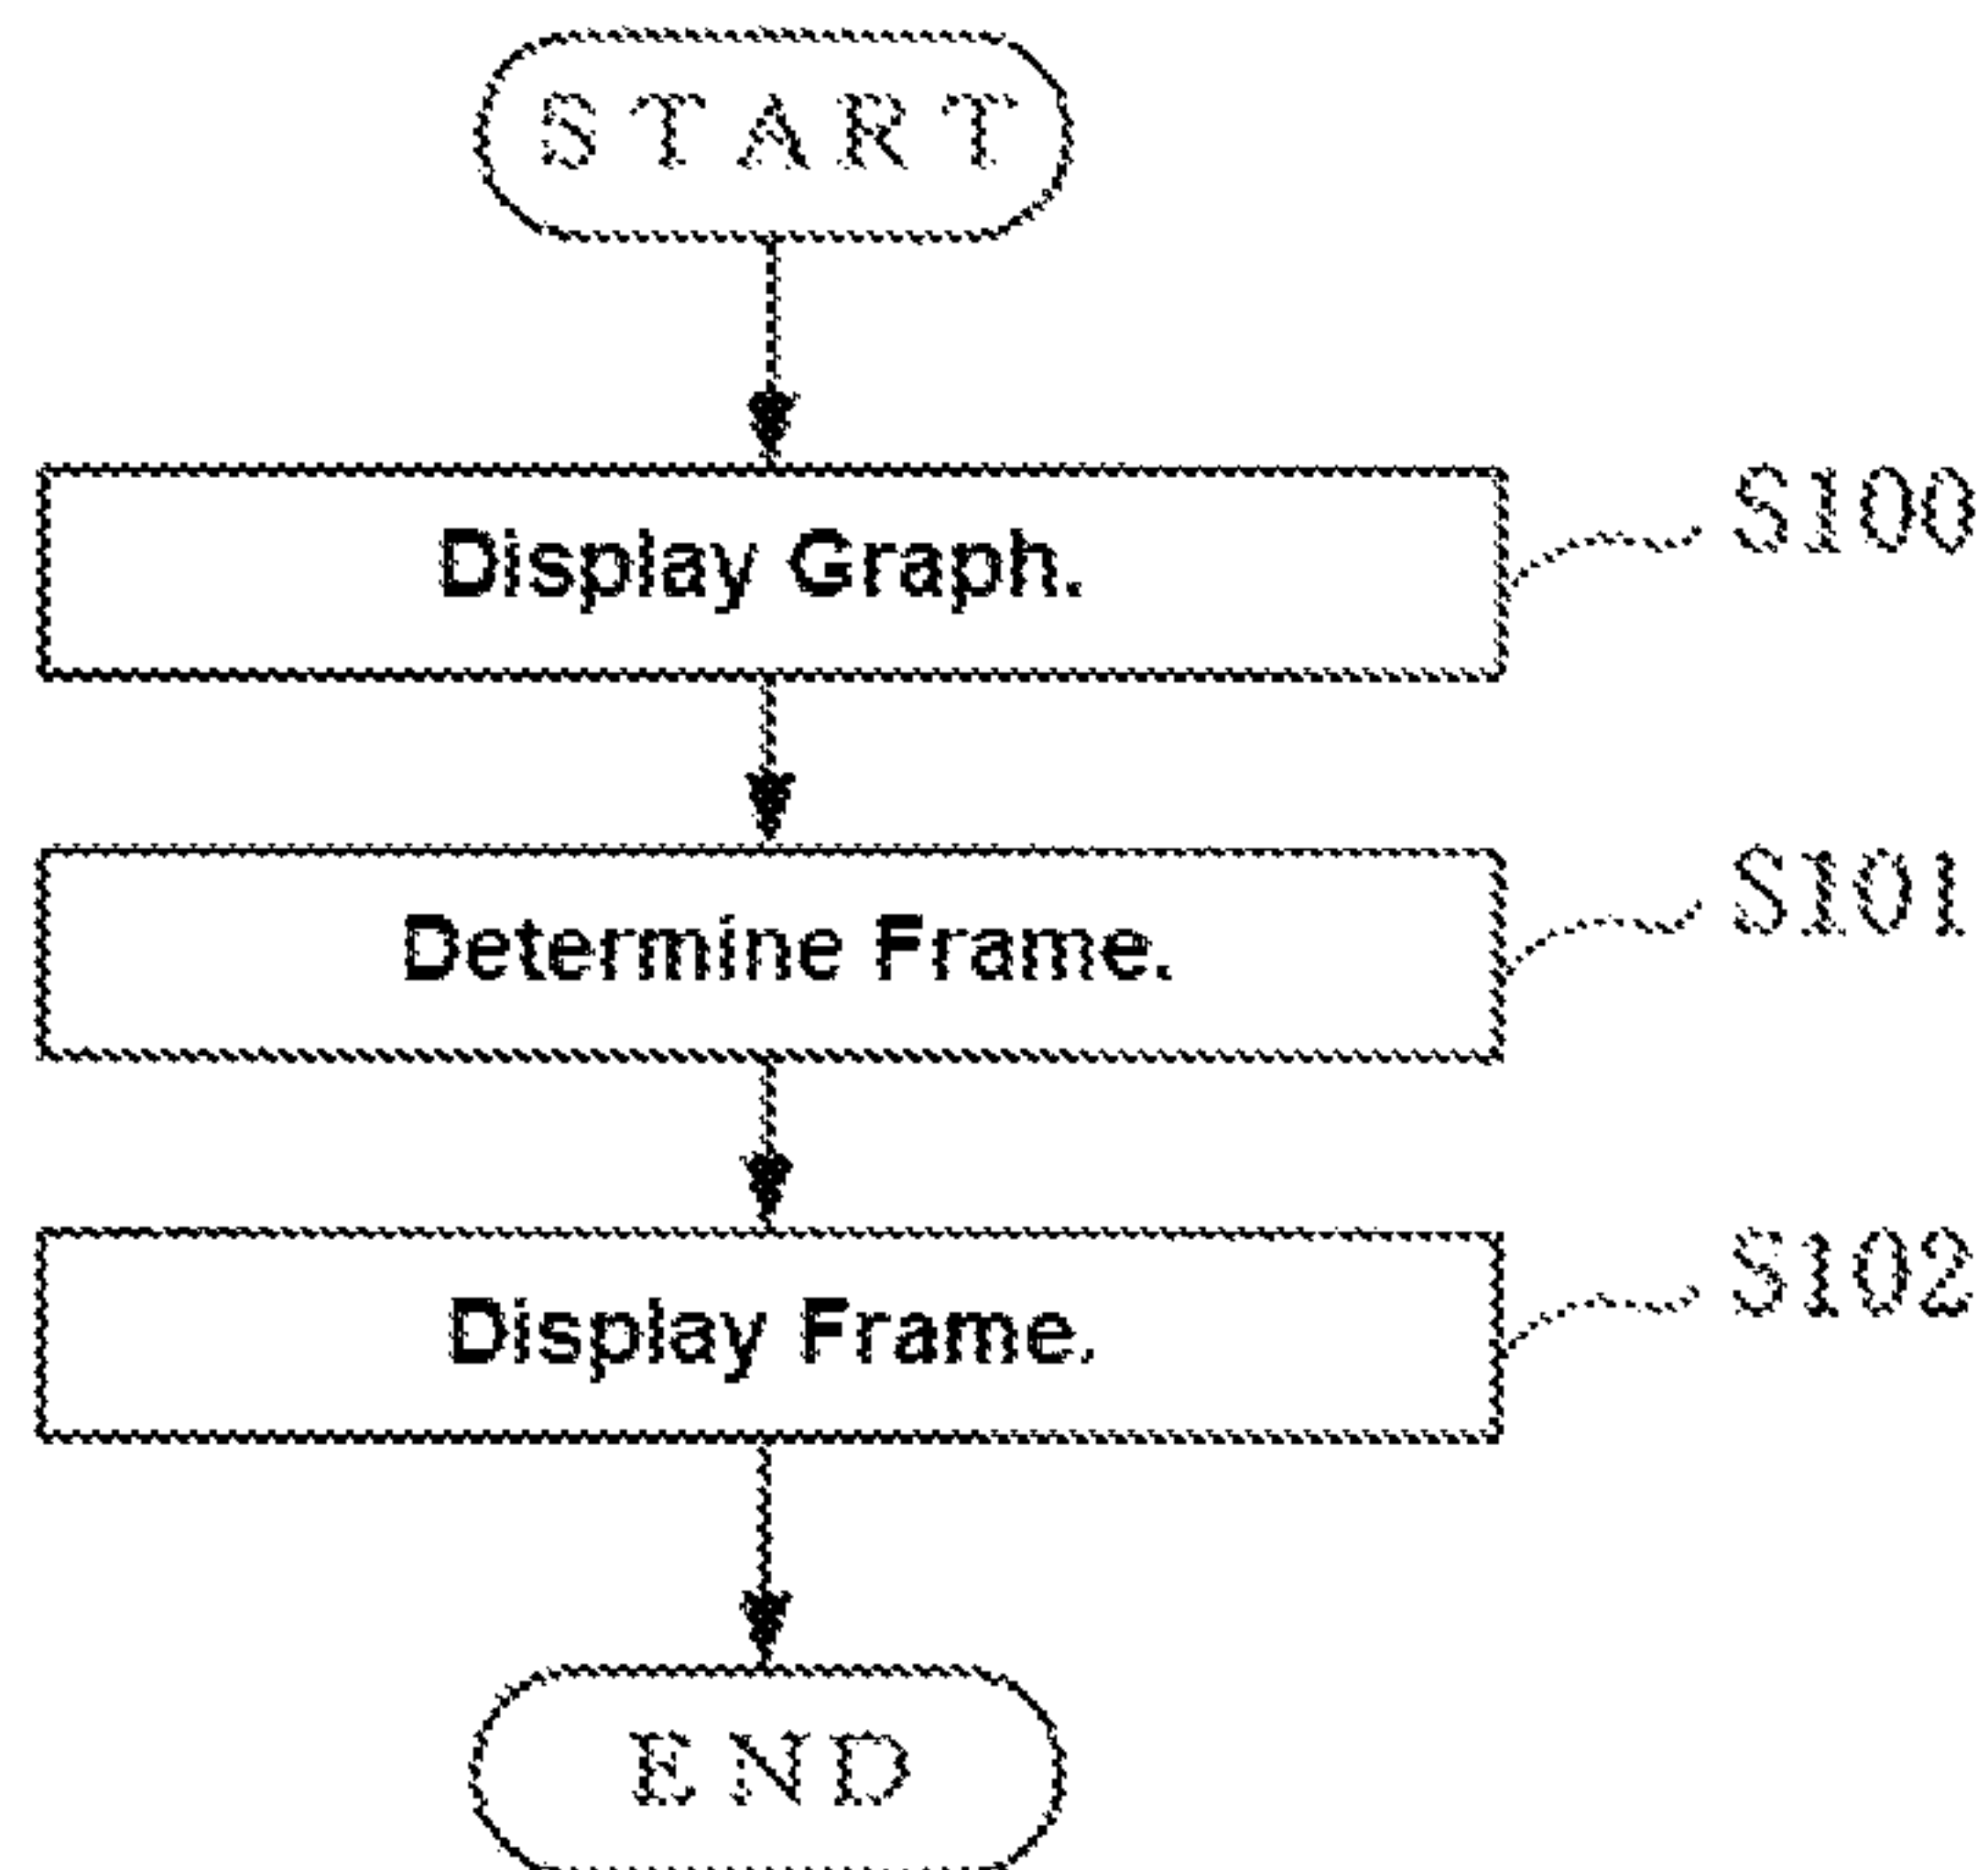 START
Display Graph.
S100
Determine Frame.
S101
Display Frame.
S102
END